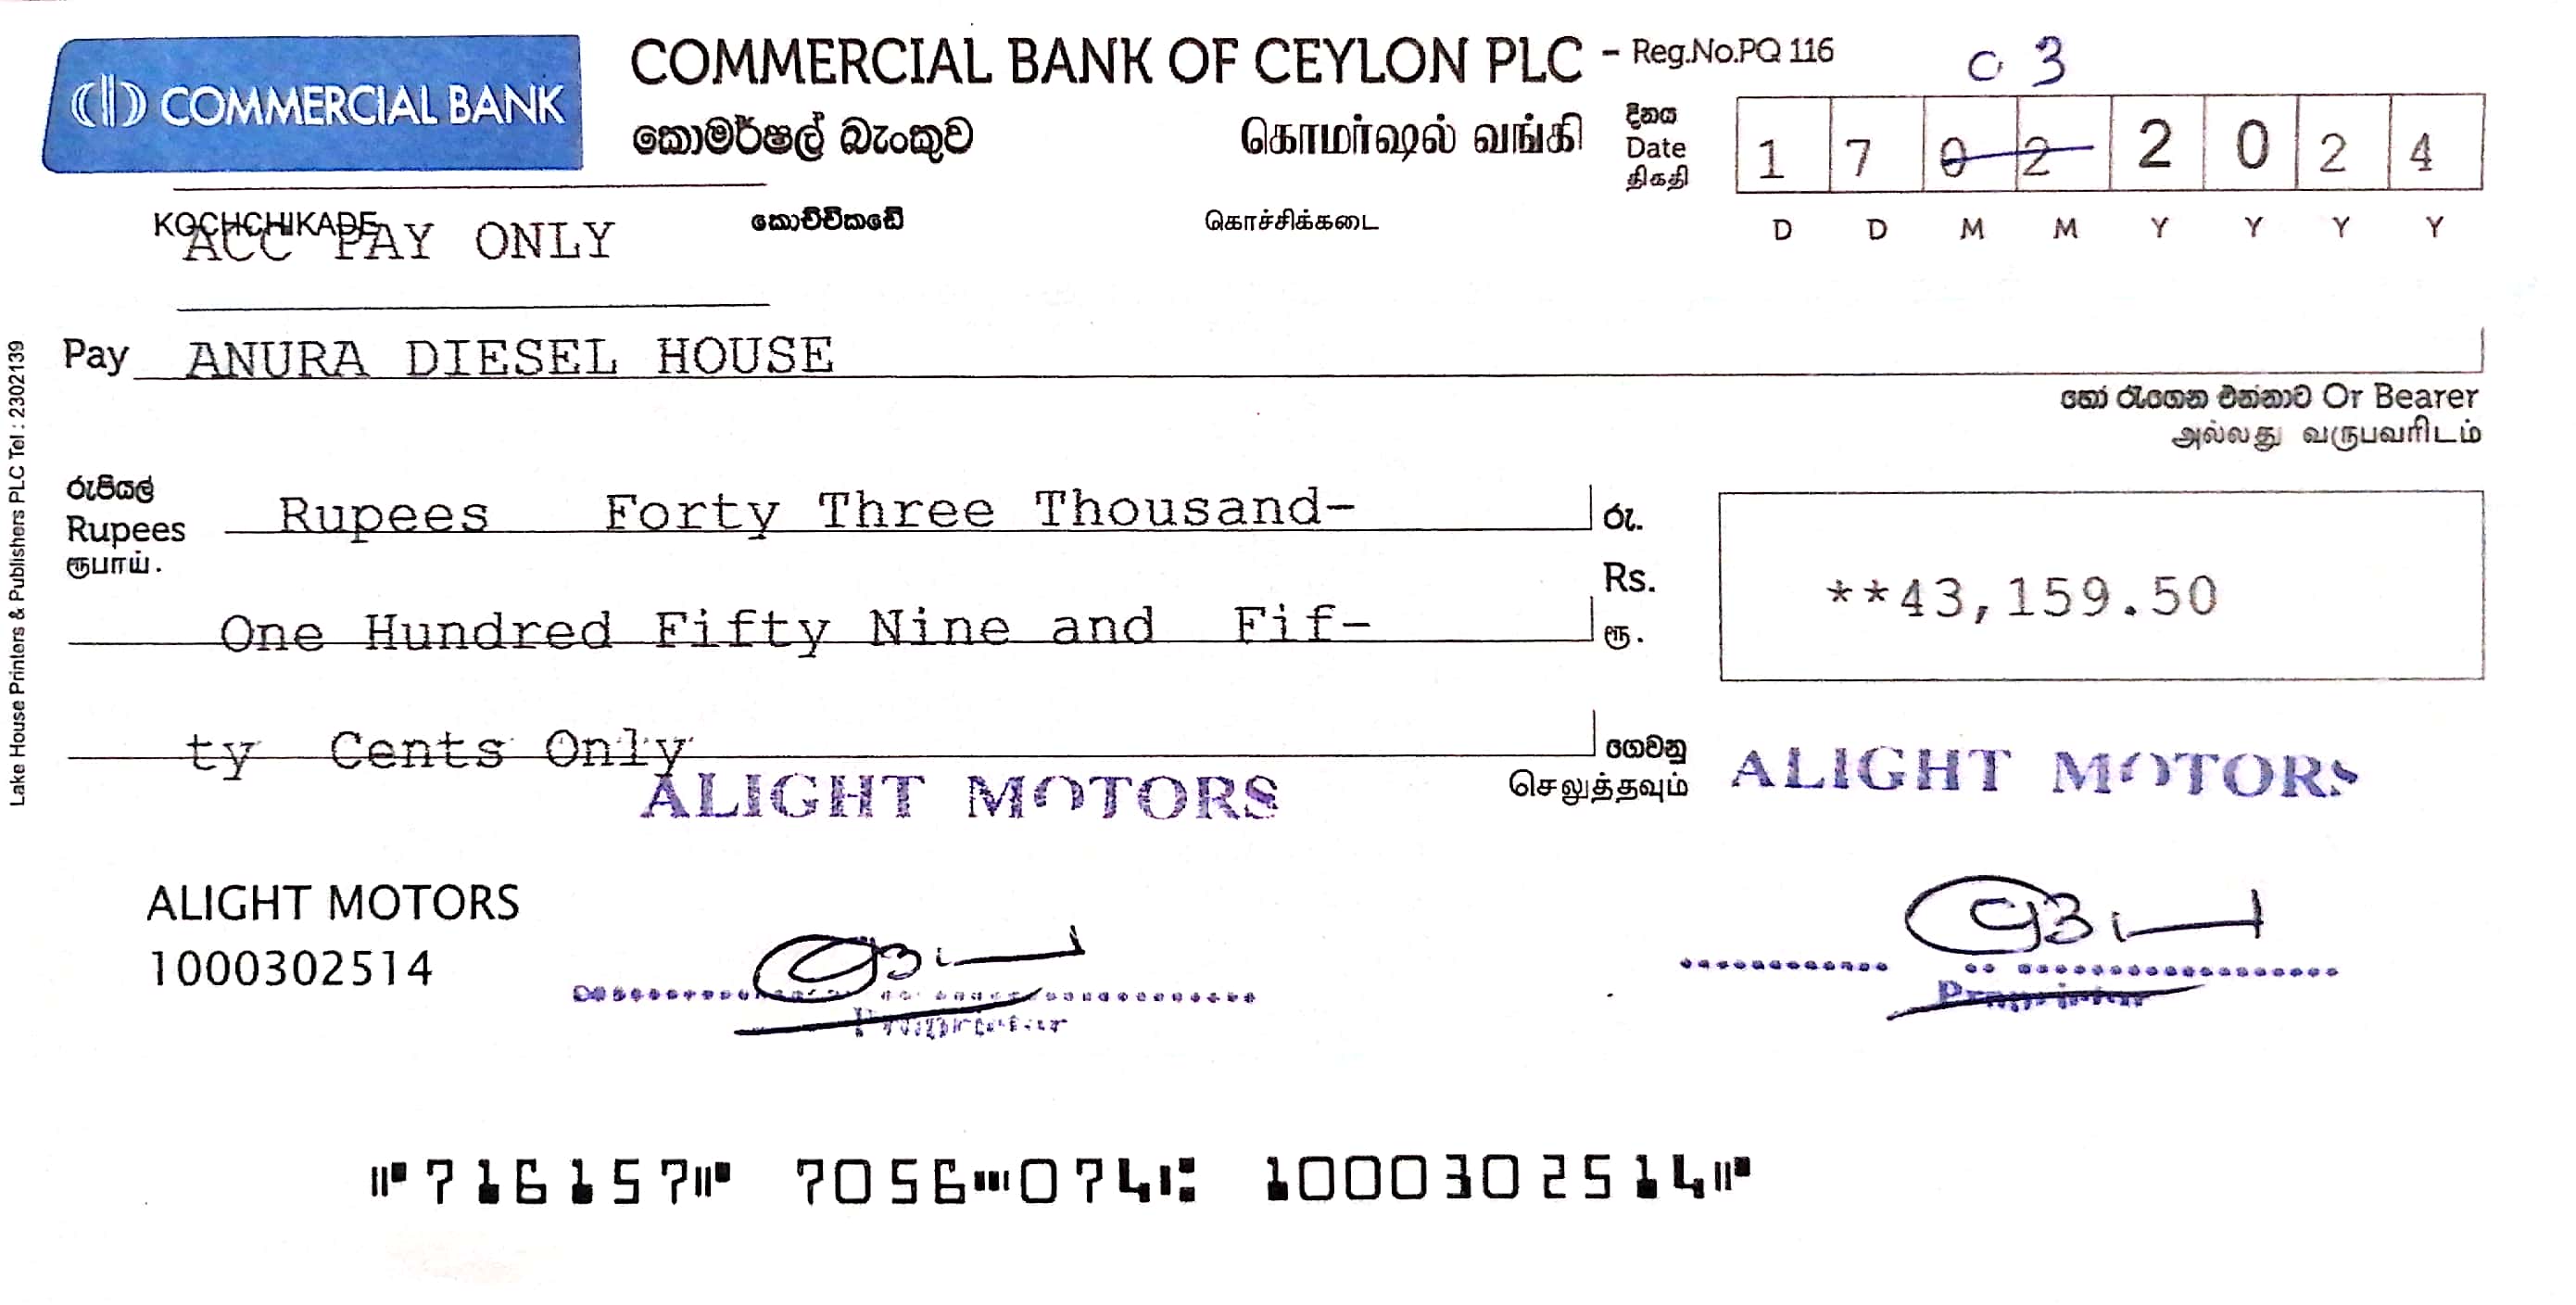 COMMERCIAL BANK
COMMERCIAL BANK OF CEYLON PLC - Reg.No.PQ 116
03
කොමර්ෂල් බැංකුව கொமர்ஷல் வங்கி
දිනය
Date
திகதி
1 7 0 2 2 0 2 4
D D M M Y Y Y Y
KOCHCHIKADE කොච්චිකඩේ கொச்சிக்கடை
ACC PAY ONLY
Pay ANURA DIESEL HOUSE
හෝ රැගෙන එන්නාට Or Bearer
அல்லது வருபவரிடம்
රුපියල්
Rupees
ரூபாய்.
Rupees Forty Three Thousand-
රු.
Rs.
ரூ.
**43,159.50
One Hundred Fifty Nine and Fif-
ty Cents Only
ගෙවනු
செலுத்தவும்
ALIGHT MOTORS
ALIGHT MOTORS
ALIGHT MOTORS
1000302514
Proprietor
Proprietor
716157 7056 074 1000302514
Lake House Printers & Publishers PLC Tel : 2302139